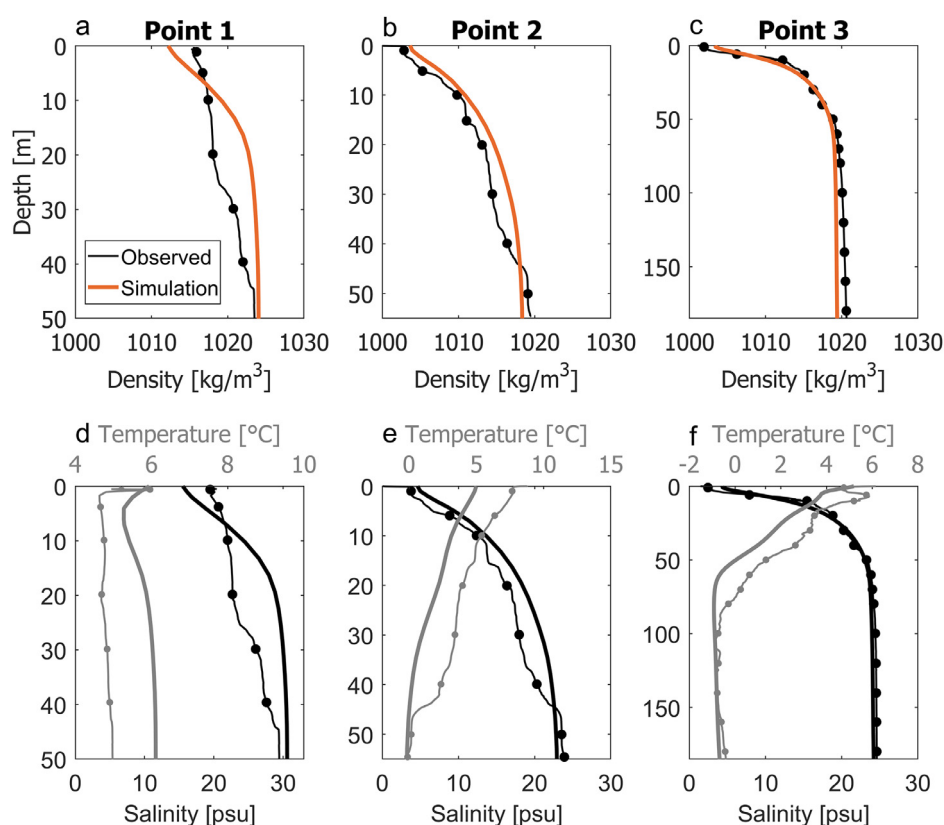 a Point 1 b Point 2 c Point 3
0 0 0
10 10
20 20 50
30 30 100
40 40 150
50 50
Depth [m]
Observed
Simulation
1000 1010 1020 1030 1000 1010 1020 1030 1000 1010 1020 1030
Density [kg/m³] Density [kg/m³] Density [kg/m³]
d Temperature [°C] e Temperature [°C] f Temperature [°C]
4 6 8 10 0 5 10 15 -2 0 2 4 6 8
0 0 0
10 10
20 20 50
30 30 100
40 40 150
50 50
0 10 20 30 0 10 20 30 0 10 20 30
Salinity [psu] Salinity [psu] Salinity [psu]